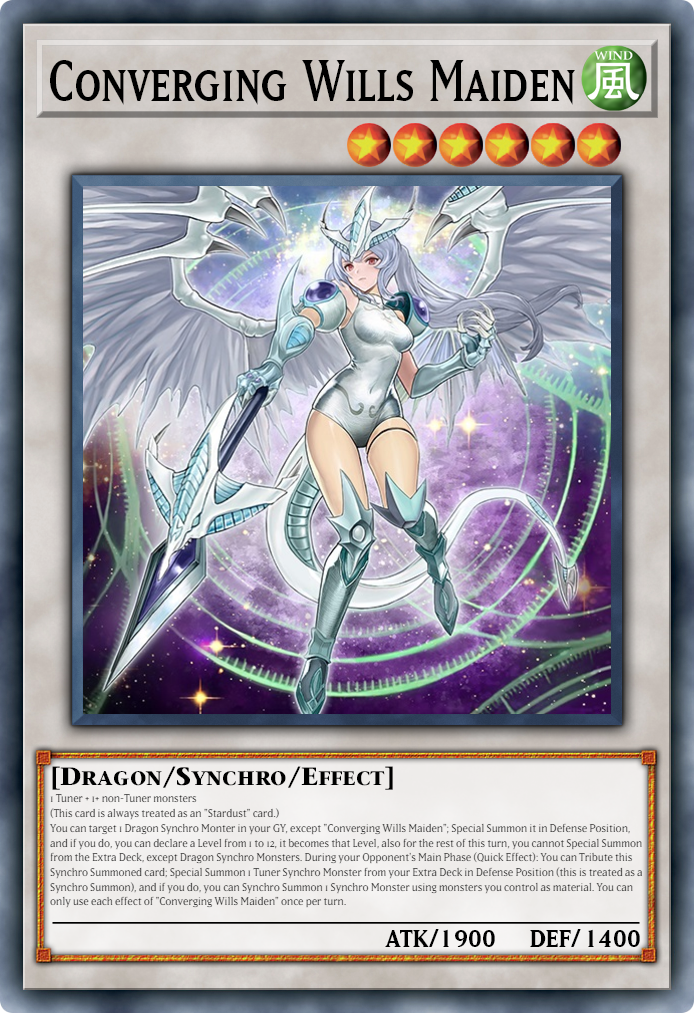 Converging Wills Maiden
WIND
風
[Dragon/Synchro/Effect]
1 Tuner + 1+ non-Tuner monsters
(This card is always treated as an "Stardust" card.)
You can target 1 Dragon Synchro Monter in your GY, except "Converging Wills Maiden"; Special Summon it in Defense Position,
and if you do, you can declare a Level from 1 to 12, it becomes that Level, also for the rest of this turn, you cannot Special Summon
from the Extra Deck, except Dragon Synchro Monsters. During your Opponent's Main Phase (Quick Effect): You can Tribute this
Synchro Summoned card; Special Summon 1 Tuner Synchro Monster from your Extra Deck in Defense Position (this is treated as a
Synchro Summon), and if you do, you can Synchro Summon 1 Synchro Monster using monsters you control as material. You can
only use each effect of "Converging Wills Maiden" once per turn.
ATK/1900 DEF/ 1400